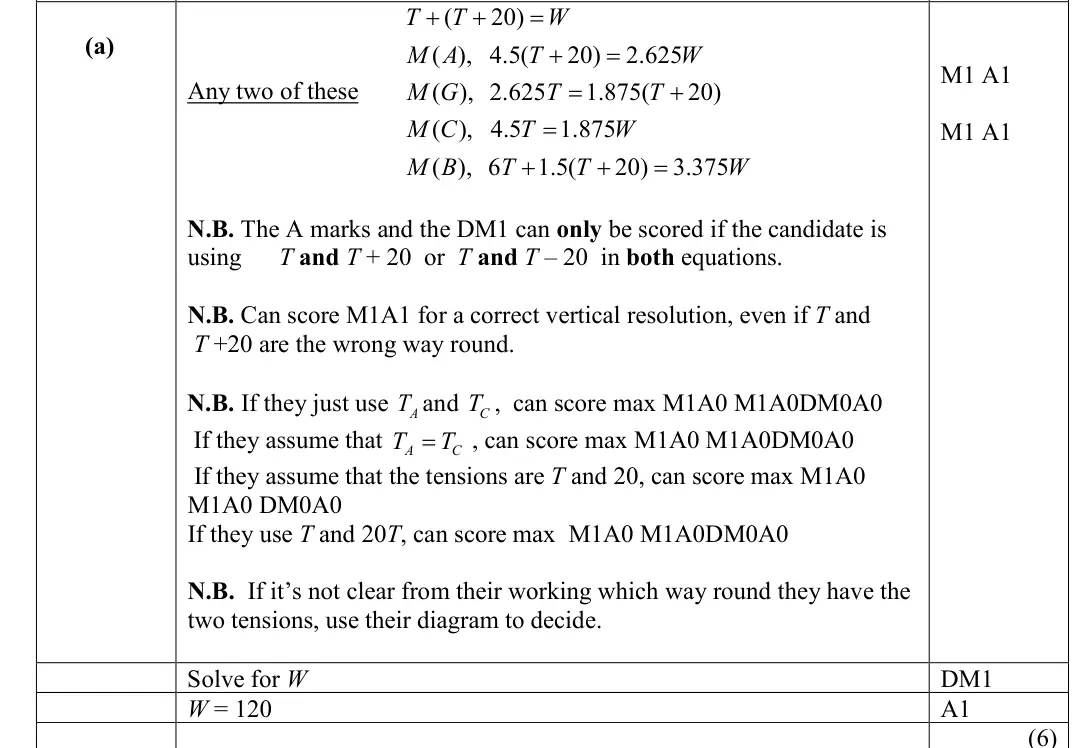 (a)
T + (T + 20) = W
M(A), 4.5(T + 20) = 2.625W
Any two of these M(G), 2.625T = 1.875(T + 20)
M1 A1
M(C), 4.5T = 1.875W
M1 A1
M(B), 6T + 1.5(T + 20) = 3.375W
N.B. The A marks and the DM1 can only be scored if the candidate is
using T and T + 20 or T and T – 20 in both equations.
N.B. Can score M1A1 for a correct vertical resolution, even if T and
T +20 are the wrong way round.
N.B. If they just use T_A and T_C , can score max M1A0 M1A0DM0A0
If they assume that T_A = T_C , can score max M1A0 M1A0DM0A0
If they assume that the tensions are T and 20, can score max M1A0
M1A0 DM0A0
If they use T and 20T, can score max M1A0 M1A0DM0A0
N.B. If it’s not clear from their working which way round they have the
two tensions, use their diagram to decide.
Solve for W DM1
W = 120 A1
(6)